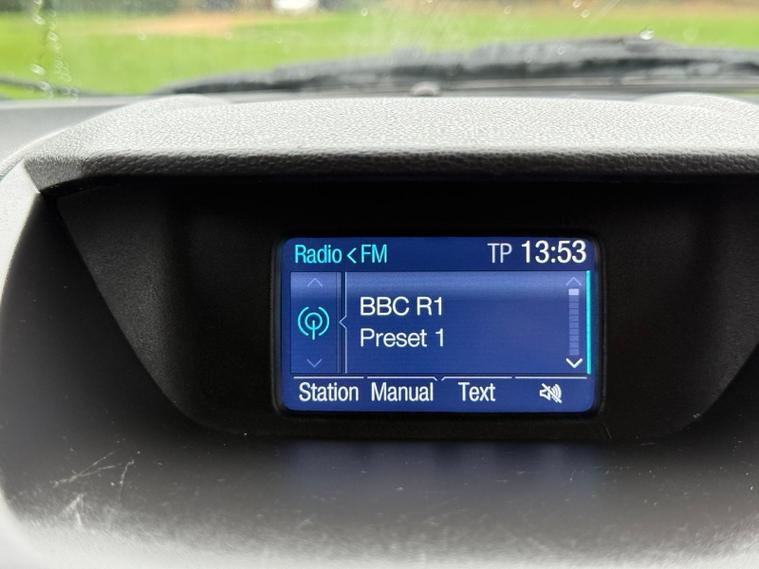 Radio < FM TP 13:53
BBC R1
Preset 1
Station Manual Text